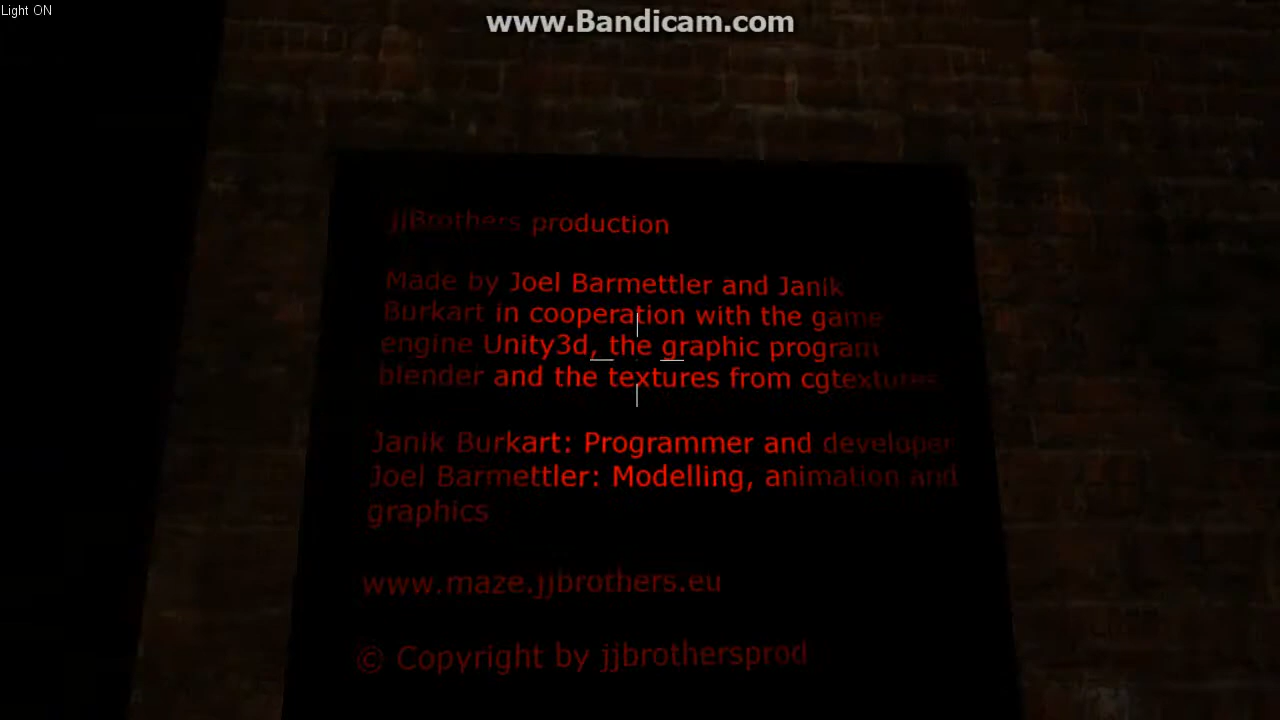 Light ON
www.Bandicam.com
jjBrothers production
Made by Joel Barmettler and Janik
Burkart in cooperation with the game
engine Unity3d, the graphic program
blender and the textures from cgtextures.
Janik Burkart: Programmer and developer
Joel Barmettler: Modelling, animation and
graphics
www.maze.jjbrothers.eu
© Copyright by jjbrothersprod